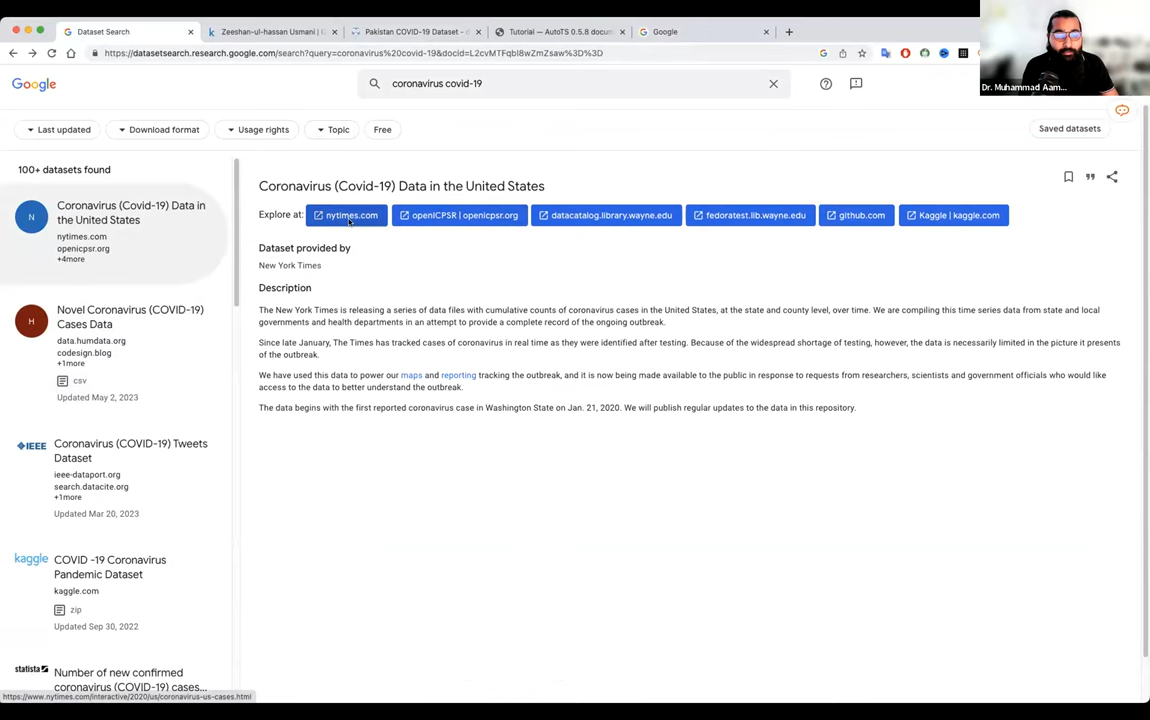 Dataset Search
Zeeshan-ul-hassan Usmani |
Pakistan COVID-19 Dataset -
Tutorial — AutoTS 0.5.8 docum
Google
https://datasetsearch.research.google.com/search?query=coronavirus%20covid-19&docid=L2cvMTFqbl8wZmZsaw%3D%3D
Dr. Muhammad Aam...
Google
coronavirus covid-19
Last updated
Download format
Usage rights
Topic
Free
Saved datasets
100+ datasets found
N
Coronavirus (Covid-19) Data in
the United States
nytimes.com
openicpsr.org
+4more
H
Novel Coronavirus (COVID-19)
Cases Data
data.humdata.org
codesign.blog
+1more
csv
Updated May 2, 2023
IEEE
Coronavirus (COVID-19) Tweets
Dataset
ieee-dataport.org
search.datacite.org
+1more
Updated Mar 20, 2023
kaggle
COVID -19 Coronavirus
Pandemic Dataset
kaggle.com
zip
Updated Sep 30, 2022
statista
Number of new confirmed
coronavirus (COVID-19) cases...
https://www.nytimes.com/interactive/2020/us/coronavirus-us-cases.html
Coronavirus (Covid-19) Data in the United States
Explore at: nytimes.com openICPSR | openicpsr.org datacatalog.library.wayne.edu fedoratest.lib.wayne.edu github.com Kaggle | kaggle.com
Dataset provided by
New York Times
Description
The New York Times is releasing a series of data files with cumulative counts of coronavirus cases in the United States, at the state and county level, over time. We are compiling this time series data from state and local
governments and health departments in an attempt to provide a complete record of the ongoing outbreak.
Since late January, The Times has tracked cases of coronavirus in real time as they were identified after testing. Because of the widespread shortage of testing, however, the data is necessarily limited in the picture it presents
of the outbreak.
We have used this data to power our maps and reporting tracking the outbreak, and it is now being made available to the public in response to requests from researchers, scientists and government officials who would like
access to the data to better understand the outbreak.
The data begins with the first reported coronavirus case in Washington State on Jan. 21, 2020. We will publish regular updates to the data in this repository.